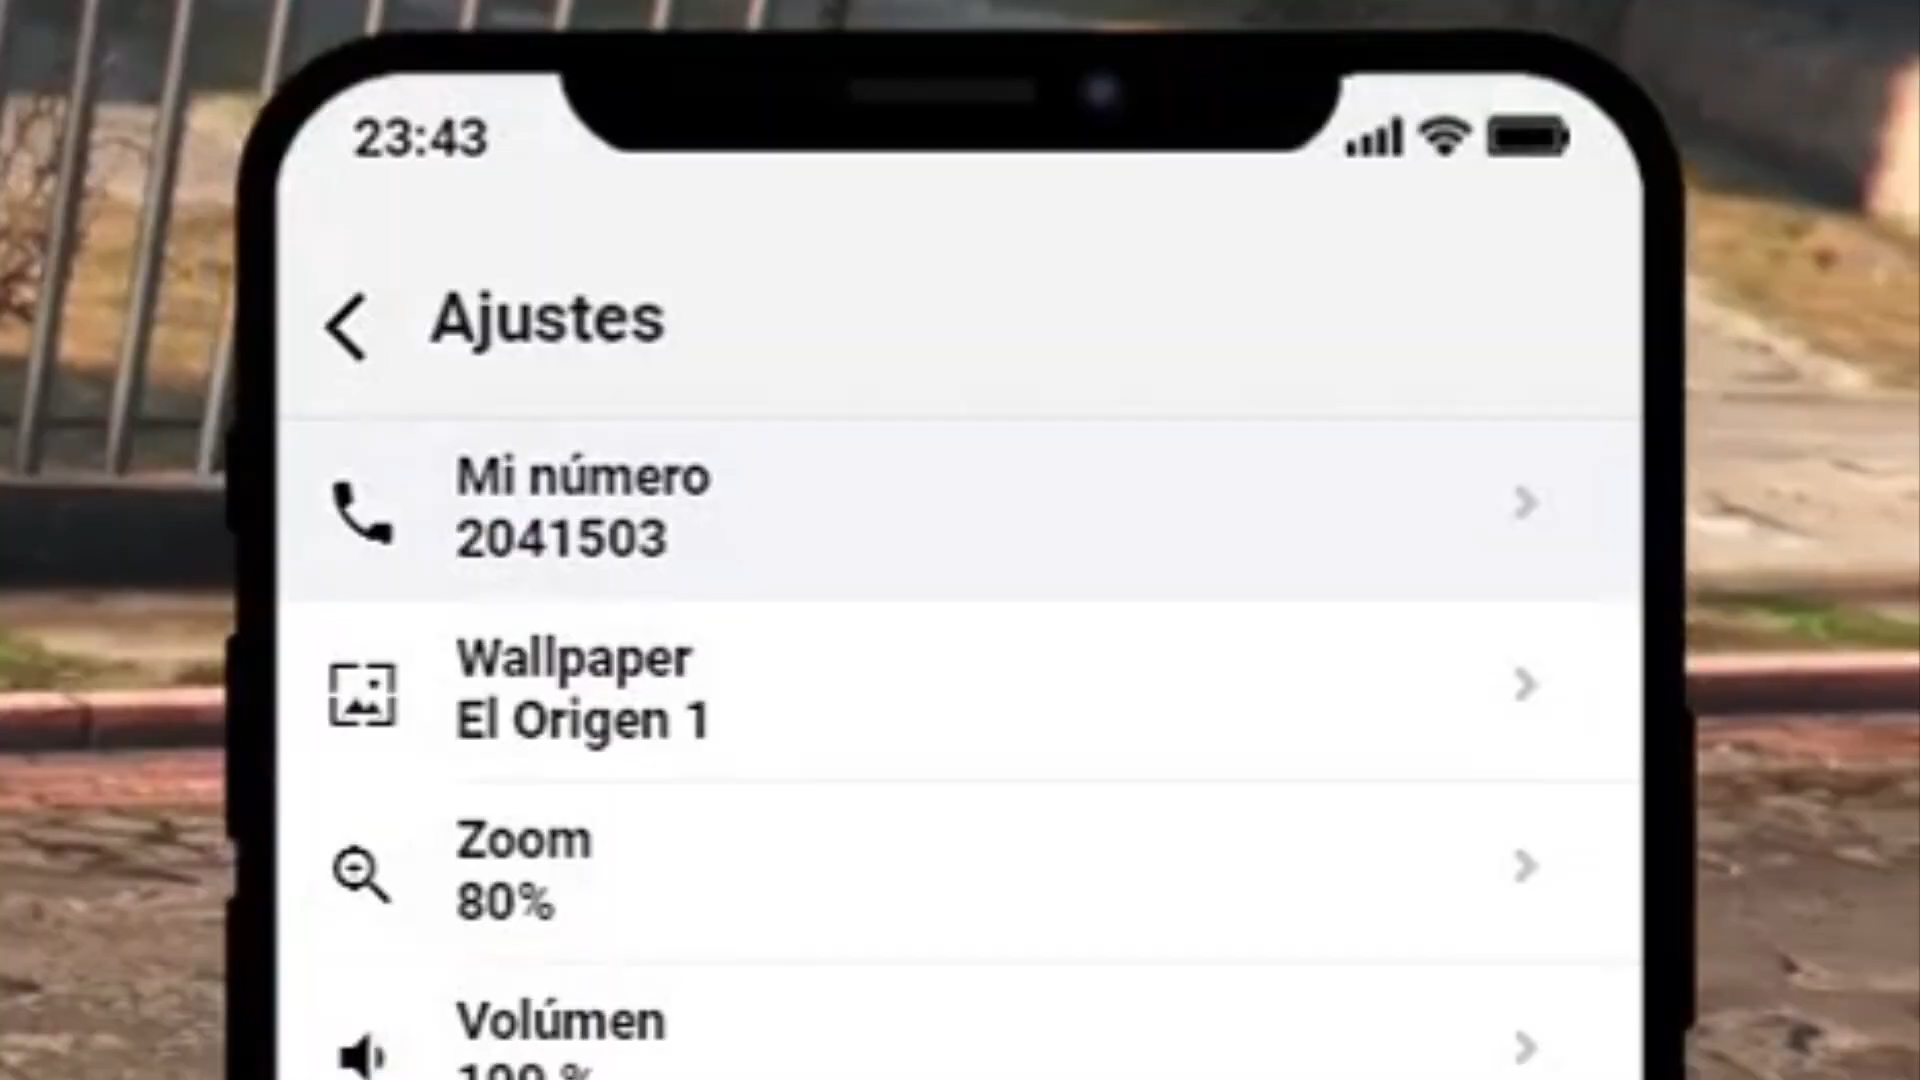 23:43
Ajustes
Mi número
2041503
Wallpaper
El Origen 1
Zoom
80%
Volúmen
100 %